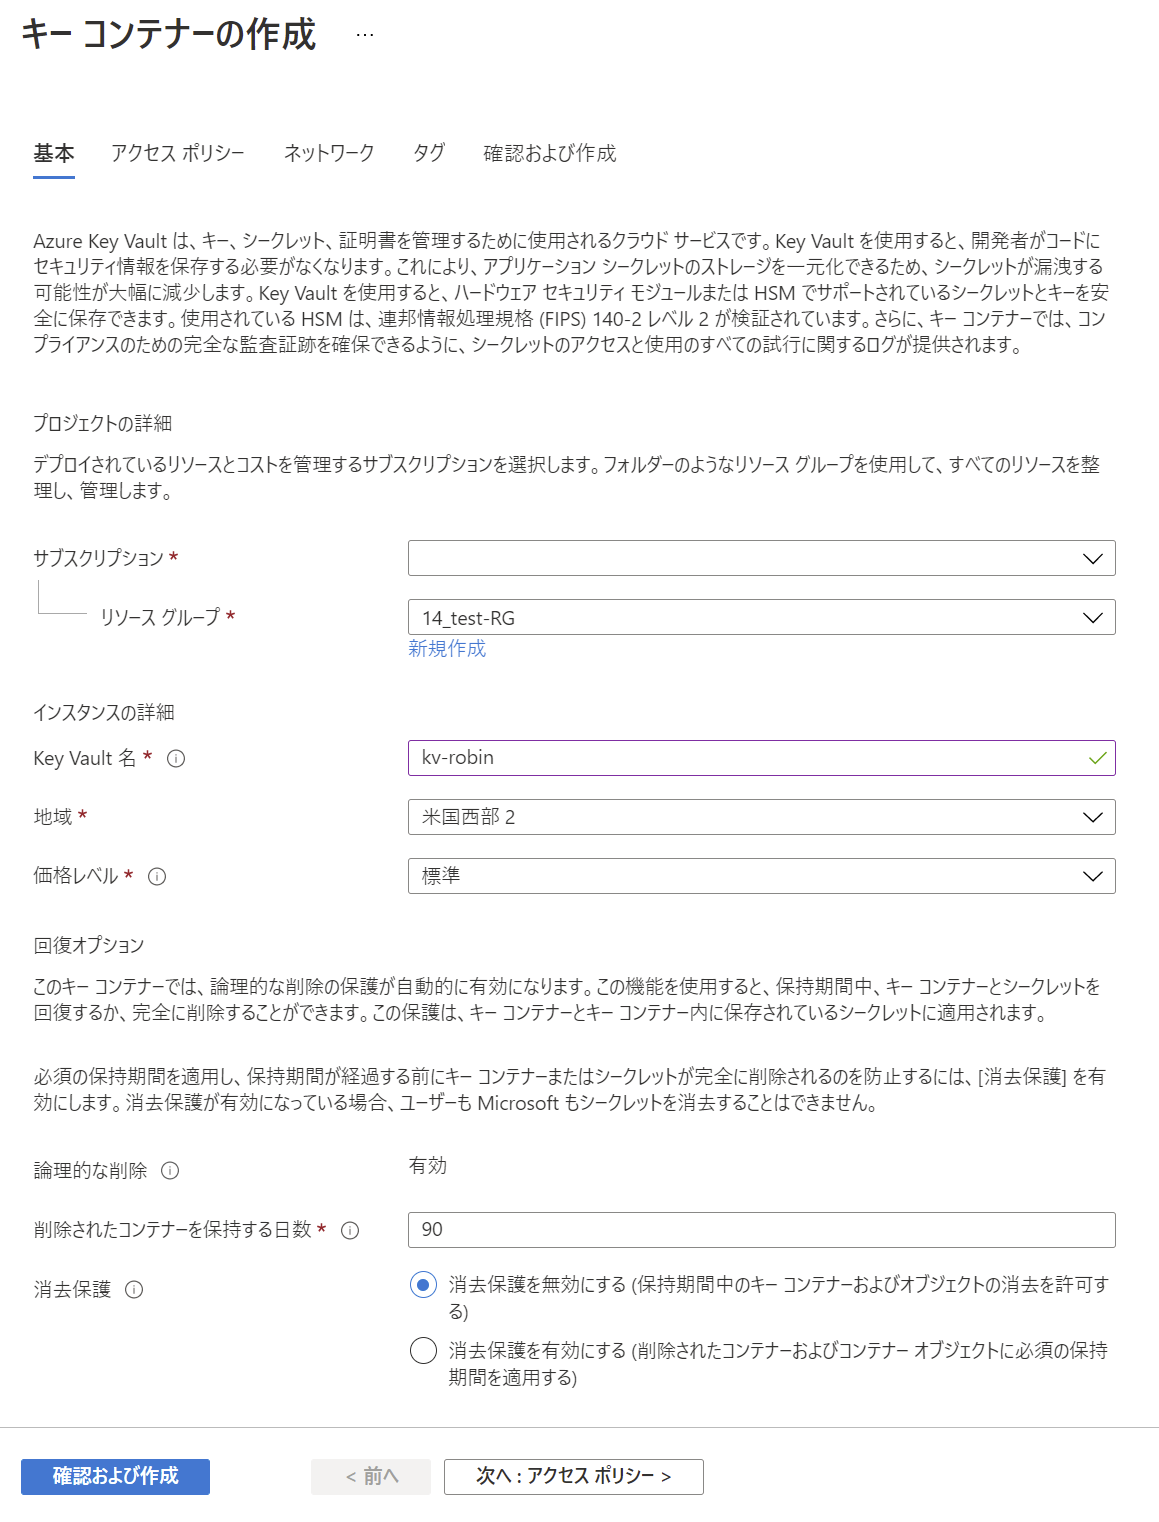 キー コンテナーの作成 …
基本 アクセス ポリシー ネットワーク タグ 確認および作成
Azure Key Vault は、キー、シークレット、証明書を管理するために使用されるクラウド サービスです。Key Vault を使用すると、開発者がコードに
セキュリティ情報を保存する必要がなくなります。これにより、アプリケーション シークレットのストレージを一元化できるため、シークレットが漏洩する
可能性が大幅に減少します。Key Vault を使用すると、ハードウェア セキュリティ モジュールまたは HSM でサポートされているシークレットとキーを安
全に保存できます。使用されている HSM は、連邦情報処理規格 (FIPS) 140-2 レベル 2 が検証されています。さらに、キー コンテナーでは、コン
プライアンスのための完全な監査証跡を確保できるように、シークレットのアクセスと使用のすべての試行に関するログが提供されます。
プロジェクトの詳細
デプロイされているリソースとコストを管理するサブスクリプションを選択します。フォルダーのようなリソース グループを使用して、すべてのリソースを整
理し、管理します。
サブスクリプション *
リソース グループ * 14_test-RG
新規作成
インスタンスの詳細
Key Vault 名 * kv-robin
地域 * 米国西部 2
価格レベル * 標準
回復オプション
このキー コンテナーでは、論理的な削除の保護が自動的に有効になります。この機能を使用すると、保持期間中、キー コンテナーとシークレットを
回復するか、完全に削除することができます。この保護は、キー コンテナーとキー コンテナー内に保存されているシークレットに適用されます。
必須の保持期間を適用し、保持期間が経過する前にキー コンテナーまたはシークレットが完全に削除されるのを防止するには、[消去保護] を有
効にします。消去保護が有効になっている場合、ユーザーも Microsoft もシークレットを消去することはできません。
論理的な削除 有効
削除されたコンテナーを保持する日数 * 90
消去保護 消去保護を無効にする (保持期間中のキー コンテナーおよびオブジェクトの消去を許可す
る)
消去保護を有効にする (削除されたコンテナーおよびコンテナー オブジェクトに必須の保持
期間を適用する)
確認および作成 < 前へ 次へ : アクセス ポリシー >